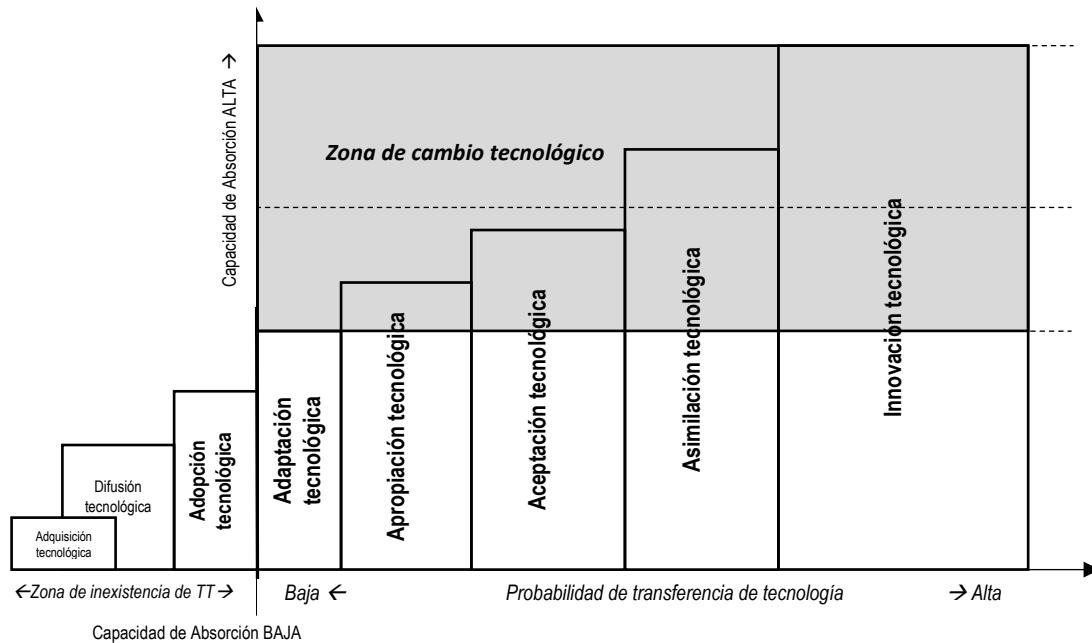 Capacidad de Absorción ALTA →
Zona de cambio tecnológico
Adquisición
tecnológica
Difusión
tecnológica
Adopción
tecnológica
Adaptación
tecnológica
Apropiación tecnológica
Aceptación tecnológica
Asimilación tecnológica
Innovación tecnológica
←Zona de inexistencia de TT→ Baja ← Probabilidad de transferencia de tecnología → Alta
Capacidad de Absorción BAJA